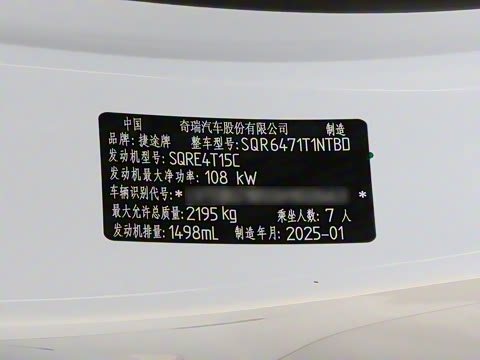 中国 奇瑞汽车股份有限公司 制造
品牌:捷途牌 整车型号:SQR6471T1NTBD
发动机型号:SQRE4T15C
发动机最大净功率:108 kW
车辆识别代号:* *
最大允许总质量:2195kg 乘坐人数:7 人
发动机排量:1498mL 制造年月:2025-01